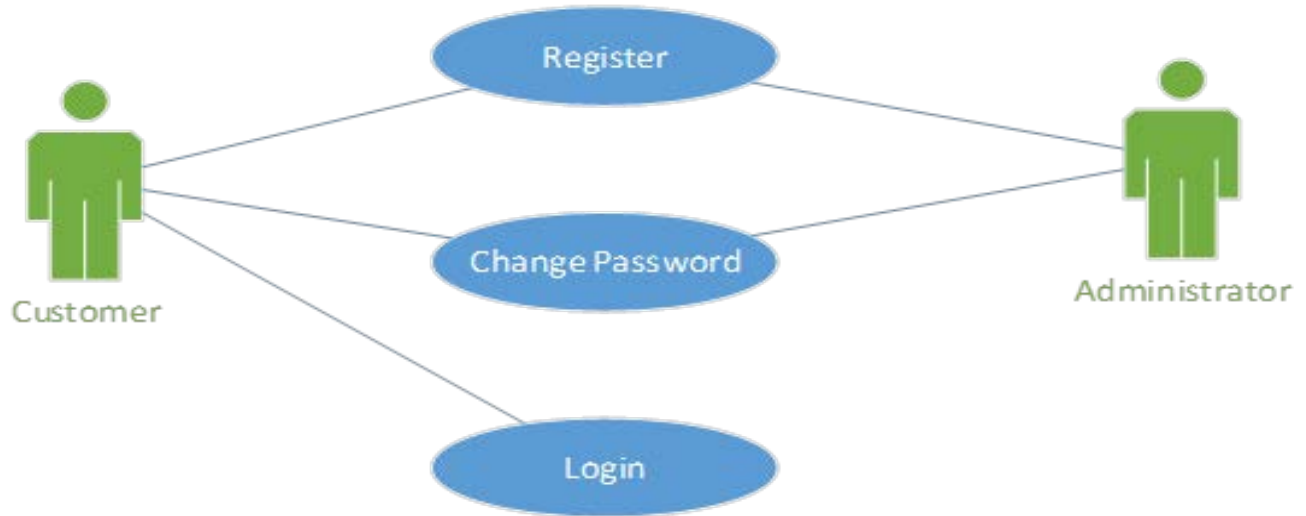 Register
Change Password
Customer
Administrator
Login